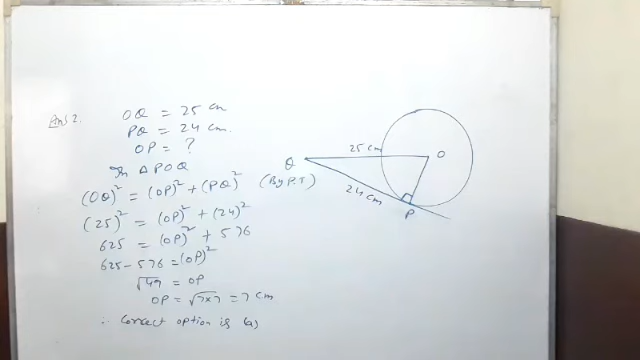 Ans 2.
OQ = 25 cm
PQ = 24 cm.
OP = ?
In △POQ
(OQ)² = (OP)² + (PQ)² (By P.T)
(25)² = (OP)² + (24)²
625 = (OP)² + 576
625 - 576 = (OP)²
√49 = OP
OP = √7×7 = 7 cm
∴ Correct option is (a)
Q
25 cm
O
24 cm
P